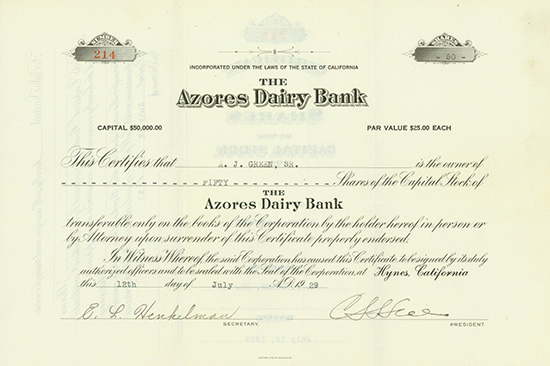 NUMBER SHARES
214 - 50 -
INCORPORATED UNDER THE LAWS OF THE STATE OF CALIFORNIA
THE
Azores Dairy Bank
CAPITAL $50,000.00 PAR VALUE $25.00 EACH
This Certifies that A. J. GREEN, SR. is the owner of
FIFTY Shares of the Capital Stock of
THE
Azores Dairy Bank
transferable only on the books of the Corporation by the holder hereof in person or
by Attorney upon surrender of this Certificate properly endorsed.
In Witness Whereof the said Corporation has caused this Certificate to be signed by its duly
authorized officers and to be sealed with the Seal of the Corporation, at Hynes, California
this 12th day of July A.D. 1929
E. L. Henkelman
SECRETARY. PRESIDENT.